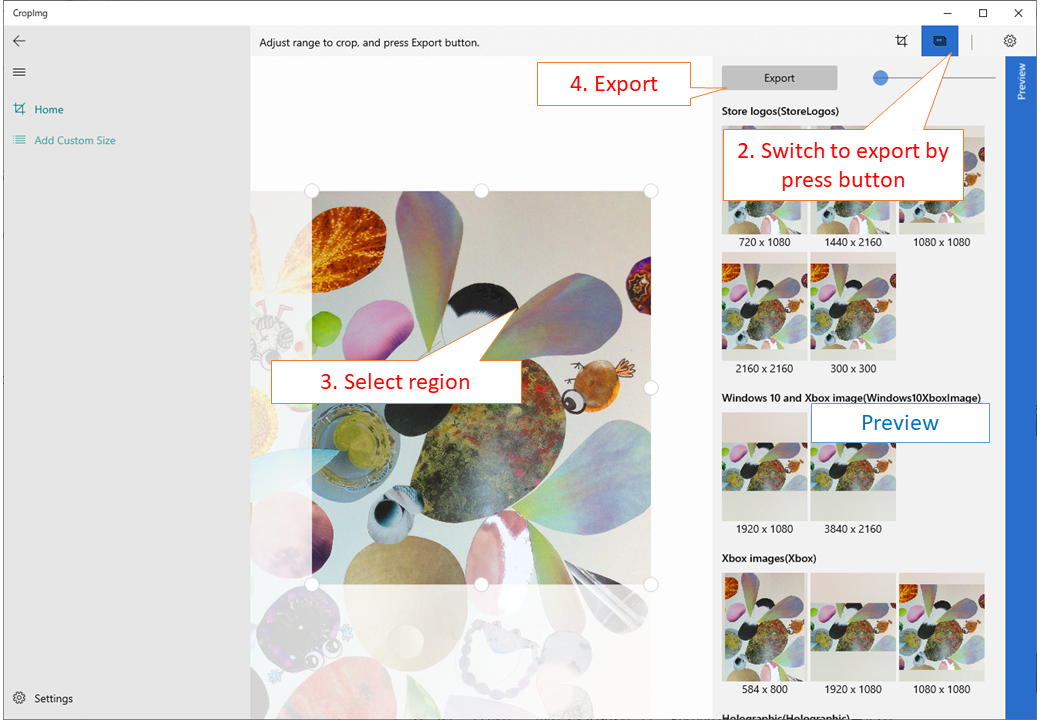 CropImg
Adjust range to crop, and press Export button.
Home
Add Custom Size
Settings
4. Export
Export
Preview
Store logos(StoreLogos)
2. Switch to export by
press button
720 x 1080
1440 x 2160
1080 x 1080
2160 x 2160
300 x 300
3. Select region
Windows 10 and Xbox image(Windows10XboxImage)
Preview
1920 x 1080
3840 x 2160
Xbox images(Xbox)
584 x 800
1920 x 1080
1080 x 1080
Holographic(Holographic)